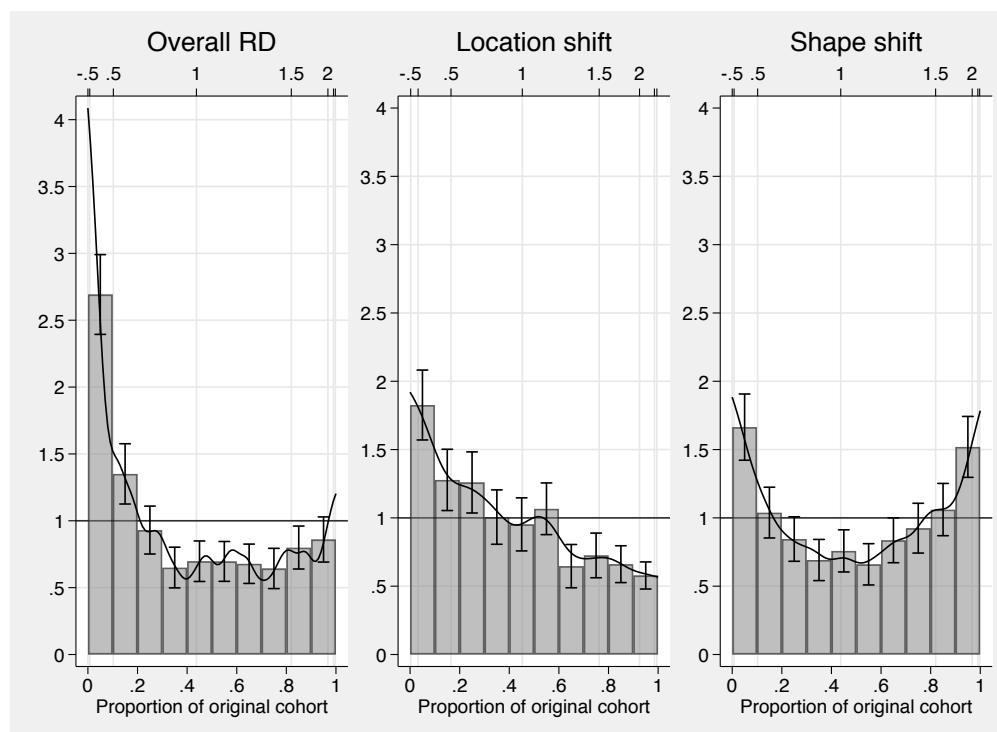 Overall RD
-.5 .5 1 1.5 2
4
3.5
3
2.5
2
1.5
1
.5
0
0 .2 .4 .6 .8 1
Proportion of original cohort
Location shift
-.5 .5 1 1.5 2
4
3.5
3
2.5
2
1.5
1
.5
0
0 .2 .4 .6 .8 1
Proportion of original cohort
Shape shift
-.5 .5 1 1.5 2
4
3.5
3
2.5
2
1.5
1
.5
0
0 .2 .4 .6 .8 1
Proportion of original cohort